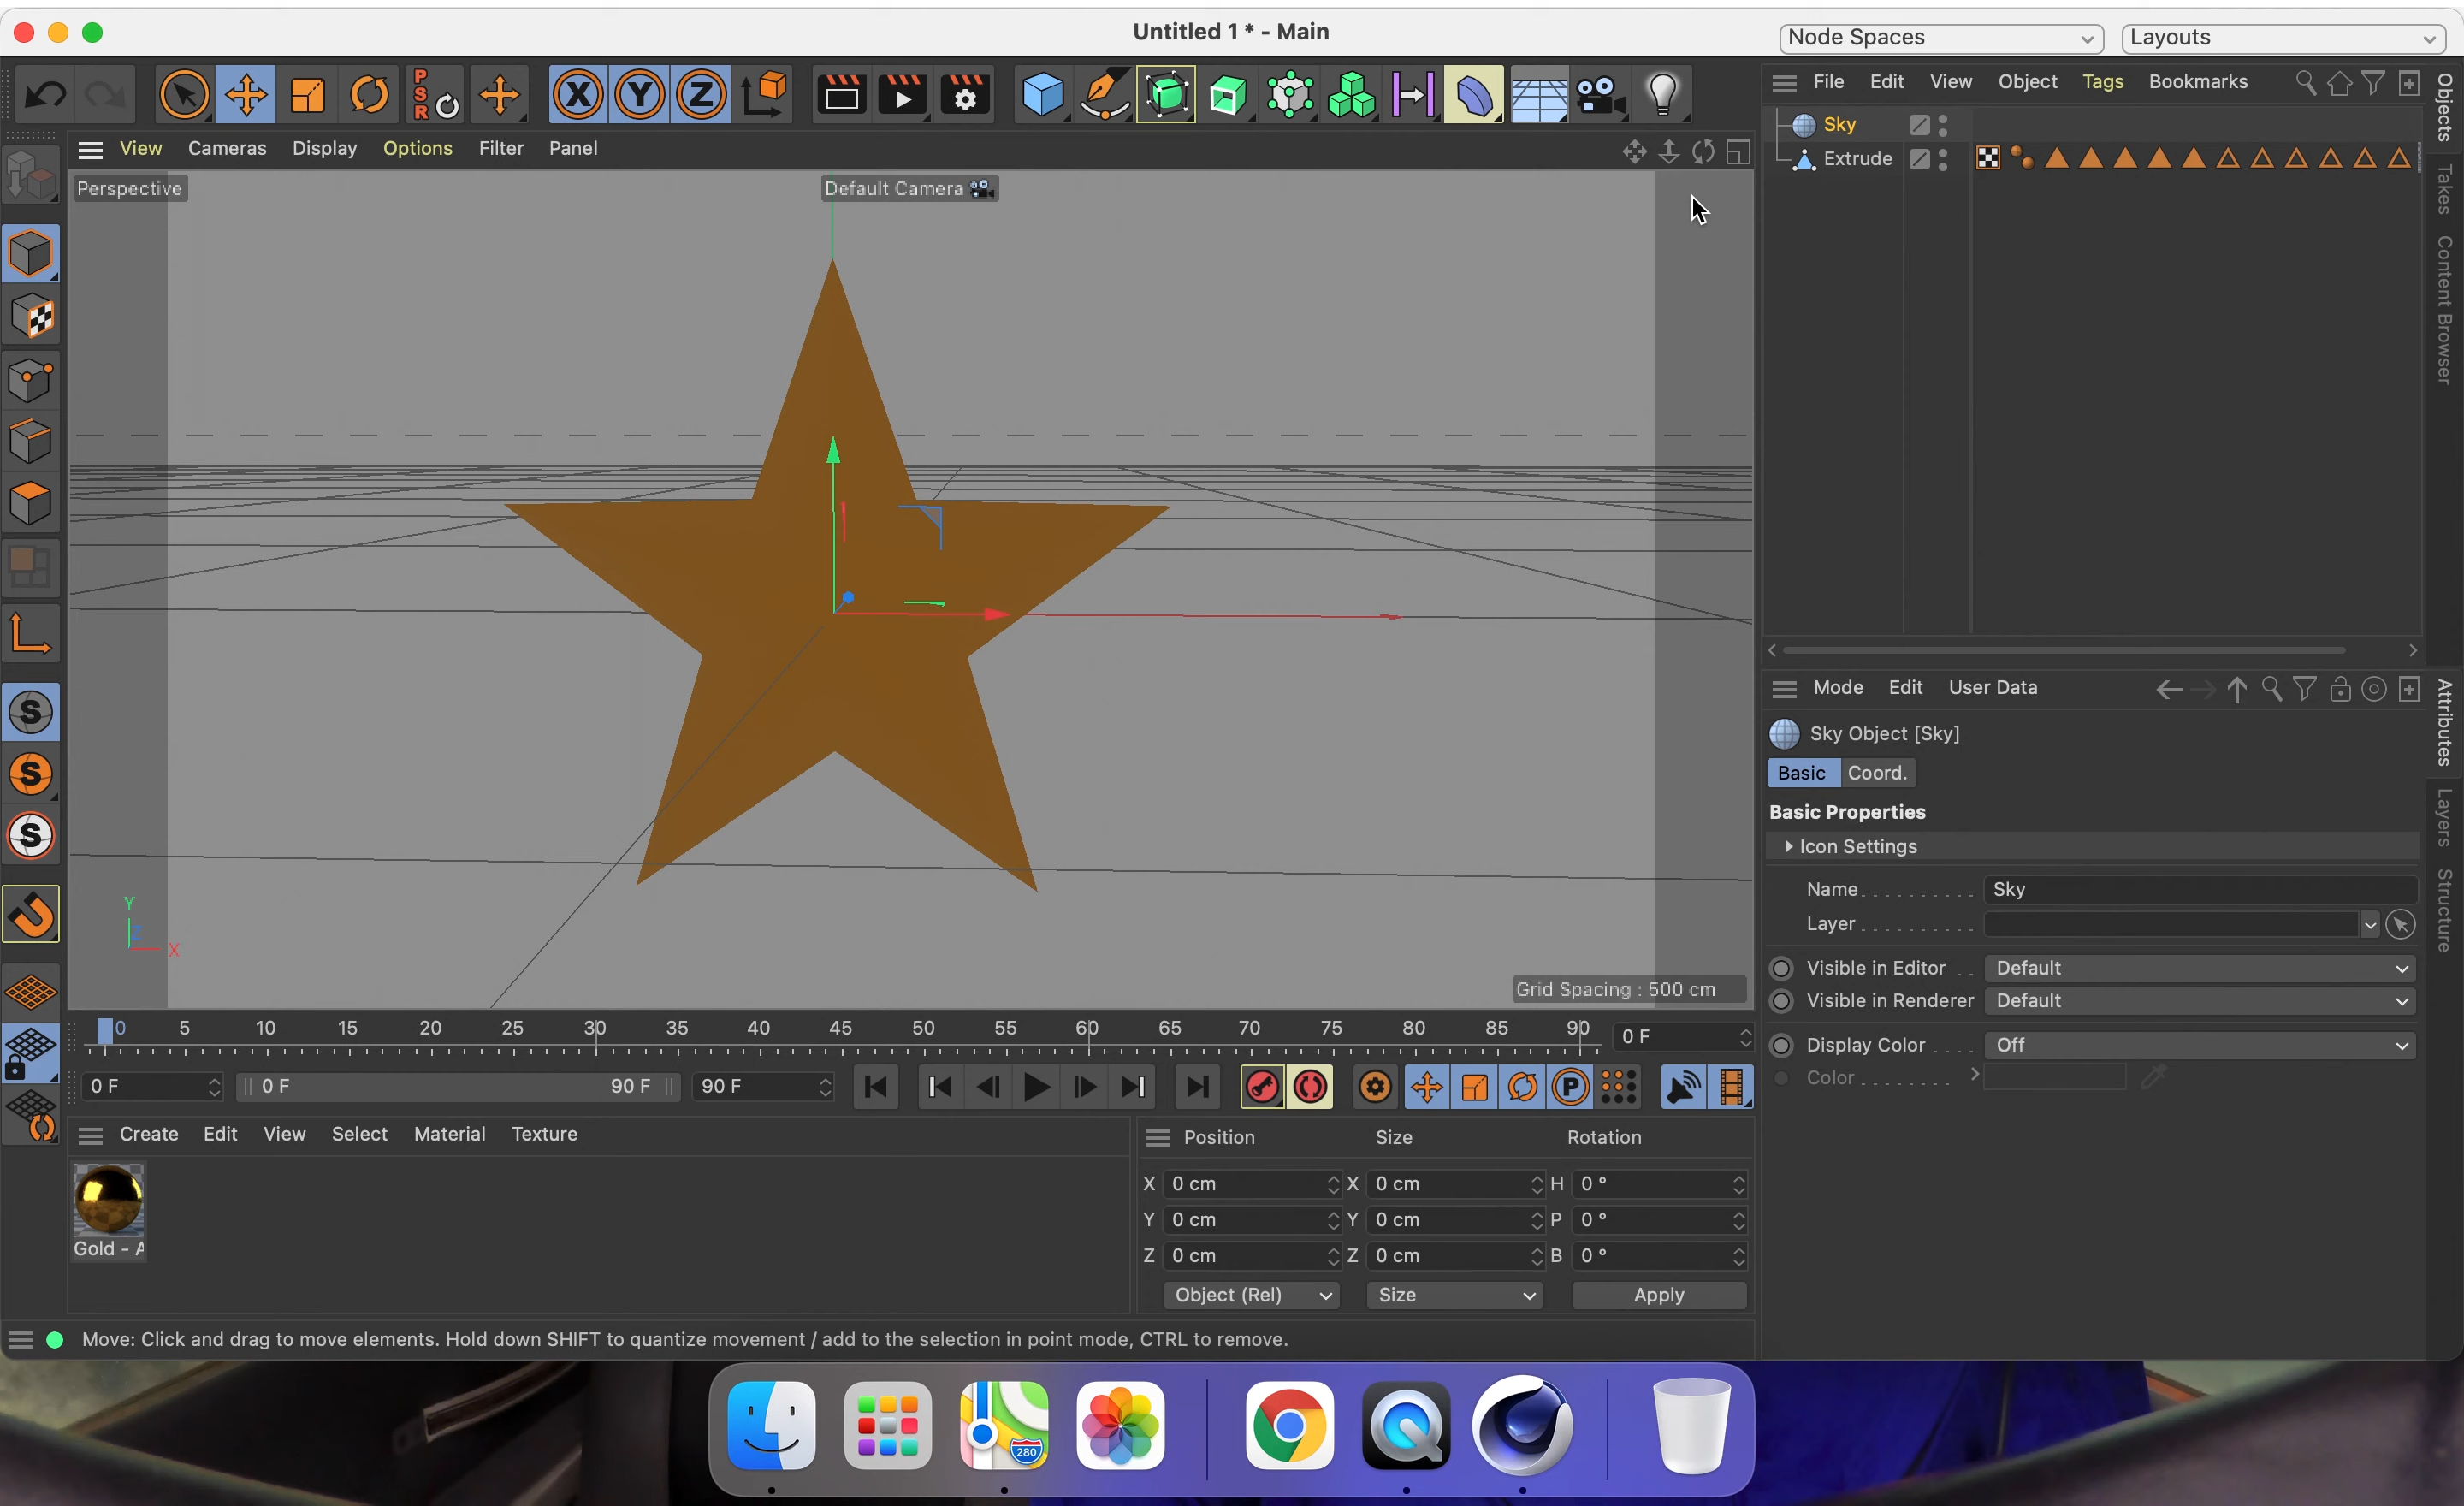 Untitled 1 * - Main
Node Spaces
Layouts
P
S
R
X
Y
Z
File Edit View Object Tags Bookmarks
View Cameras Display Options Filter Panel
Sky
Extrude
Perspective
Default Camera
Objects
Takes
Content Browser
S
S
S
Y
Z
X
Grid Spacing : 500 cm
Mode Edit User Data
Sky Object [Sky]
Basic Coord.
Basic Properties
Icon Settings
Name Sky
Layer
Visible in Editor Default
Visible in Renderer Default
Display Color Off
Color
Attributes
Layers
Structure
0 5 10 15 20 25 30 35 40 45 50 55 60 65 70 75 80 85 90
0 F
0 F
0 F 90 F
90 F
P
Create Edit View Select Material Texture
Gold - A
Position Size Rotation
X 0 cm X 0 cm H 0 °
Y 0 cm Y 0 cm P 0 °
Z 0 cm Z 0 cm B 0 °
Object (Rel) Size Apply
Move: Click and drag to move elements. Hold down SHIFT to quantize movement / add to the selection in point mode, CTRL to remove.
280